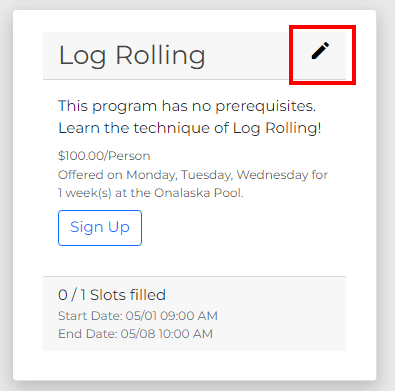 Log Rolling
This program has no prerequisites.
Learn the technique of Log Rolling!
$100.00/Person
Offered on Monday, Tuesday, Wednesday for
1 week(s) at the Onalaska Pool.
Sign Up
0 / 1 Slots filled
Start Date: 05/01 09:00 AM
End Date: 05/08 10:00 AM